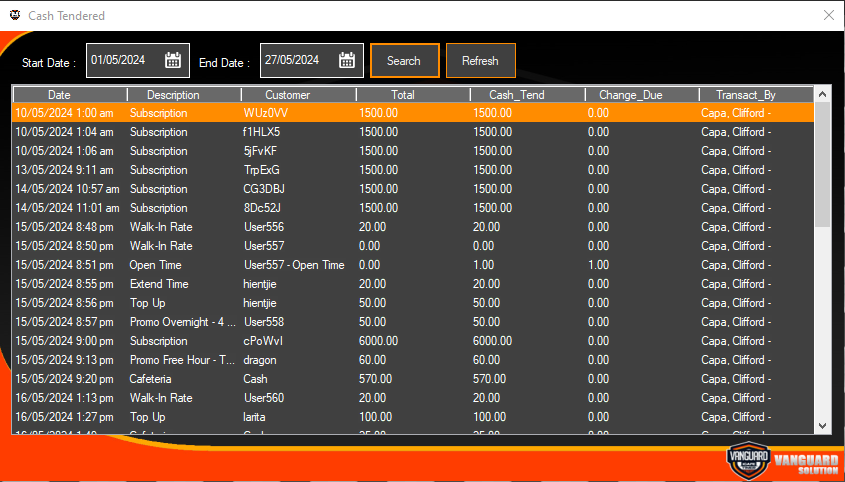 Cash Tendered
Start Date : 01/05/2024 End Date : 27/05/2024 Search Refresh
Date Description Customer Total Cash_Tend Change_Due Transact_By
10/05/2024 1:00 am Subscription WUz0VV 1500.00 1500.00 0.00 Capa, Clifford -
10/05/2024 1:04 am Subscription f1HLX5 1500.00 1500.00 0.00 Capa, Clifford -
10/05/2024 1:06 am Subscription 5jFvKF 1500.00 1500.00 0.00 Capa, Clifford -
13/05/2024 9:11 am Subscription TrpExG 1500.00 1500.00 0.00 Capa, Clifford -
14/05/2024 10:57 am Subscription CG3DBJ 1500.00 1500.00 0.00 Capa, Clifford -
14/05/2024 11:01 am Subscription 8Dc52J 1500.00 1500.00 0.00 Capa, Clifford -
15/05/2024 8:48 pm Walk-In Rate User556 20.00 20.00 0.00 Capa, Clifford -
15/05/2024 8:50 pm Walk-In Rate User557 0.00 0.00 0.00 Capa, Clifford -
15/05/2024 8:51 pm Open Time User557 - Open Time 0.00 1.00 1.00 Capa, Clifford -
15/05/2024 8:55 pm Extend Time hientjie 20.00 20.00 0.00 Capa, Clifford -
15/05/2024 8:56 pm Top Up hientjie 50.00 50.00 0.00 Capa, Clifford -
15/05/2024 8:57 pm Promo Overnight - 4 ... User558 50.00 50.00 0.00 Capa, Clifford -
15/05/2024 9:00 pm Subscription cPoWvI 6000.00 6000.00 0.00 Capa, Clifford -
15/05/2024 9:13 pm Promo Free Hour - T... dragon 60.00 60.00 0.00 Capa, Clifford -
15/05/2024 9:20 pm Cafeteria Cash 570.00 570.00 0.00 Capa, Clifford -
16/05/2024 1:13 pm Walk-In Rate User560 20.00 20.00 0.00 Capa, Clifford -
16/05/2024 1:27 pm Top Up larita 100.00 100.00 0.00 Capa, Clifford -
VANGUARD
VANGUARD
SOLUTION